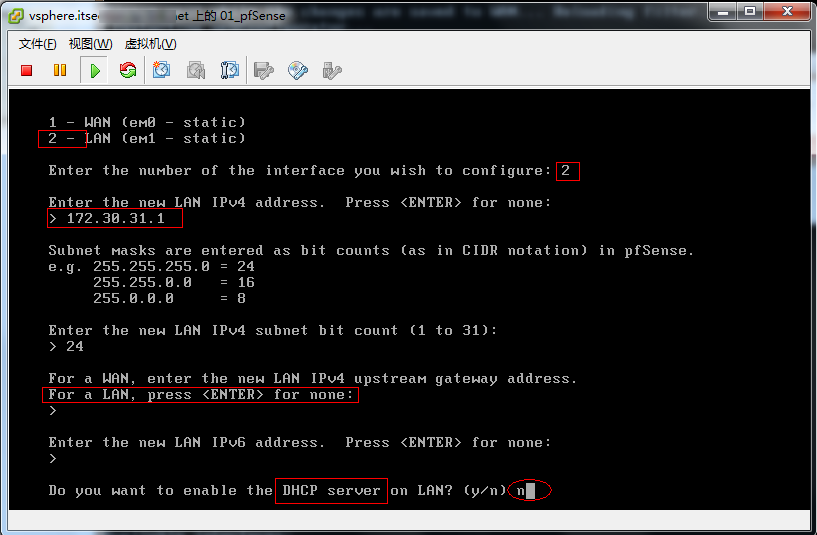 vsphere.itse net 上的 01_pfSense
文件(F) 视图(W) 虚拟机(V)
1 - WAN (em0 - static)
2 - LAN (em1 - static)
Enter the number of the interface you wish to configure: 2
Enter the new LAN IPv4 address.  Press <ENTER> for none:
> 172.30.31.1
Subnet masks are entered as bit counts (as in CIDR notation) in pfSense.
e.g. 255.255.255.0 = 24
255.255.0.0   = 16
255.0.0.0     = 8
Enter the new LAN IPv4 subnet bit count (1 to 31):
> 24
For a WAN, enter the new LAN IPv4 upstream gateway address.
For a LAN, press <ENTER> for none:
>
Enter the new LAN IPv6 address.  Press <ENTER> for none:
>
Do you want to enable the DHCP server on LAN? (y/n) n